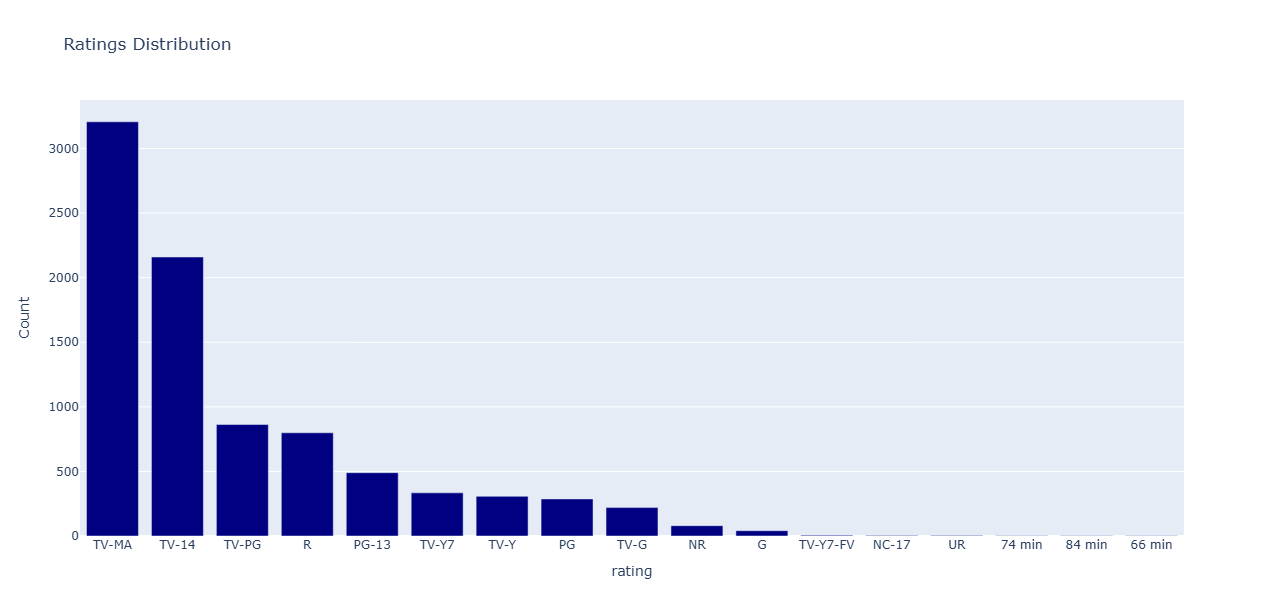 Ratings Distribution
3000
2500
2000
1500
1000
500
0
Count
TV-MA TV-14 TV-PG R PG-13 TV-Y7 TV-Y PG TV-G NR G TV-Y7-FV NC-17 UR 74 min 84 min 66 min
rating